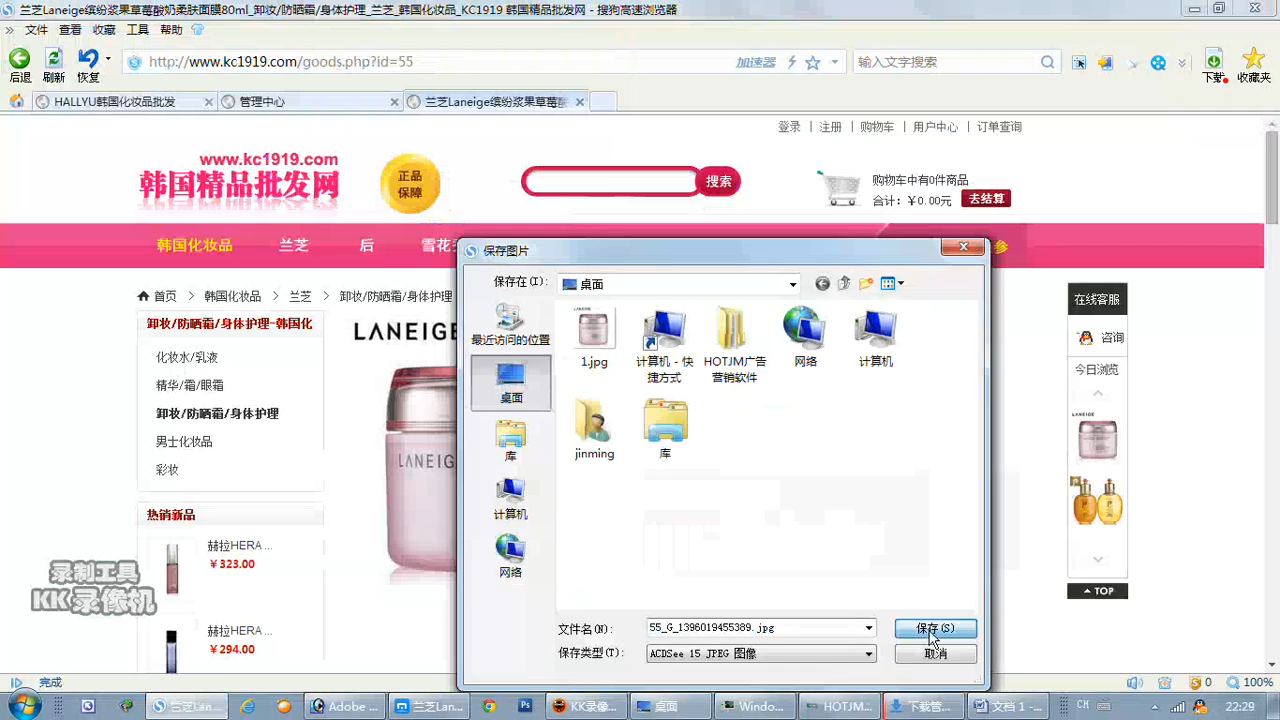 兰芝Laneige缤纷浆果草莓酸奶柔肤面膜80ml_卸妆/防晒霜/身体护理_兰芝_韩国化妆品_KC1919 韩国精品批发网 - 搜狗高速浏览器
» 文件 查看 收藏 工具 帮助
后退 刷新 恢复
http://www.kc1919.com/goods.php?id=55
加速器
输入文字搜索
下载 收藏夹
HALLYU韩国化妆品批发
管理中心
兰芝Laneige缤纷浆果草莓酸
登录 | 注册 | 购物车 | 用户中心 | 订单查询
www.kc1919.com
韩国精品批发网
正品
保障
搜索
购物车中有0件商品
合计:￥0.00元 去结算
韩国化妆品 兰芝 后 雪花
参
首页 > 韩国化妆品 > 兰芝 > 卸妆/防晒霜/身体护理
卸妆/防晒霜/身体护理-韩国化
化妆水/乳液
精华/霜/眼霜
卸妆/防晒霜/身体护理
男士化妆品
彩妆
热销新品
赫拉HERA ...
￥323.00
赫拉HERA ...
￥294.00
LANEIGE
LANEIGE
录制工具
KK录像机
保存图片
保存在(I):
桌面
最近访问的位置
桌面
库
计算机
网络
LANEIGE
1.jpg
计算机 - 快
捷方式
HOTJM广告
营销软件
网络
计算机
jinming
库
文件名(N):
55_G_1396019455389.jpg
保存(S)
保存类型(T):
ACDSee 15 JPEG 图像
取消
在线客服
咨询
今日浏览
LANEIGE
TOP
完成
0
100%
兰芝Lan...
Adobe ...
兰芝Lan...
Ps
KK录像...
桌面
Windo...
HOTJM...
下载管...
文档 1 -...
CH
22:29